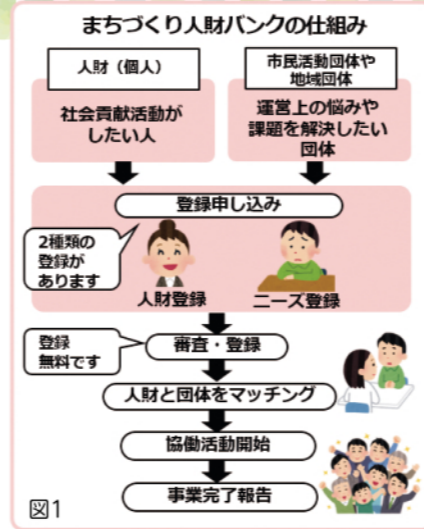 まちづくり人財バンクの仕組み
人財（個人）
市民活動団体や
地域団体
社会貢献活動が
したい人
運営上の悩みや
課題を解決したい
団体
登録申し込み
2種類の
登録が
あります
人財登録
ニーズ登録
登録
無料です
審査・登録
人財と団体をマッチング
協働活動開始
事業完了報告
図1